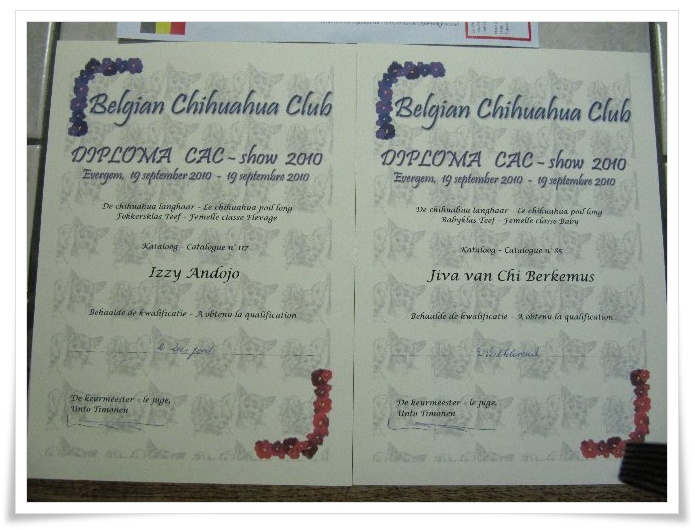 Belgian Chihuahua Club
DIPLOMA CAC - show 2010
Evergem, 19 september 2010 - 19 septembre 2010
De chihuahua langhaar - Le chihuahua poil long
Fokkersklas Teef - Femelle classe Elevage
Kataloog - Catalogue n° 117
Izzy Andojo
Behaalde de kwalificatie - A obtenu la qualification
De keurmeester - le juge,
Unto Timonen
Belgian Chihuahua Club
DIPLOMA CAC - show 2010
Evergem, 19 september 2010 - 19 septembre 2010
De chihuahua langhaar - Le chihuahua poil long
Babyklas Teef - Femelle classe Baby
Kataloog - Catalogue n° 85
Jiva van Chi Berkemus
Behaalde de kwalificatie - A obtenu la qualification
De keurmeester - le juge,
Unto Timonen